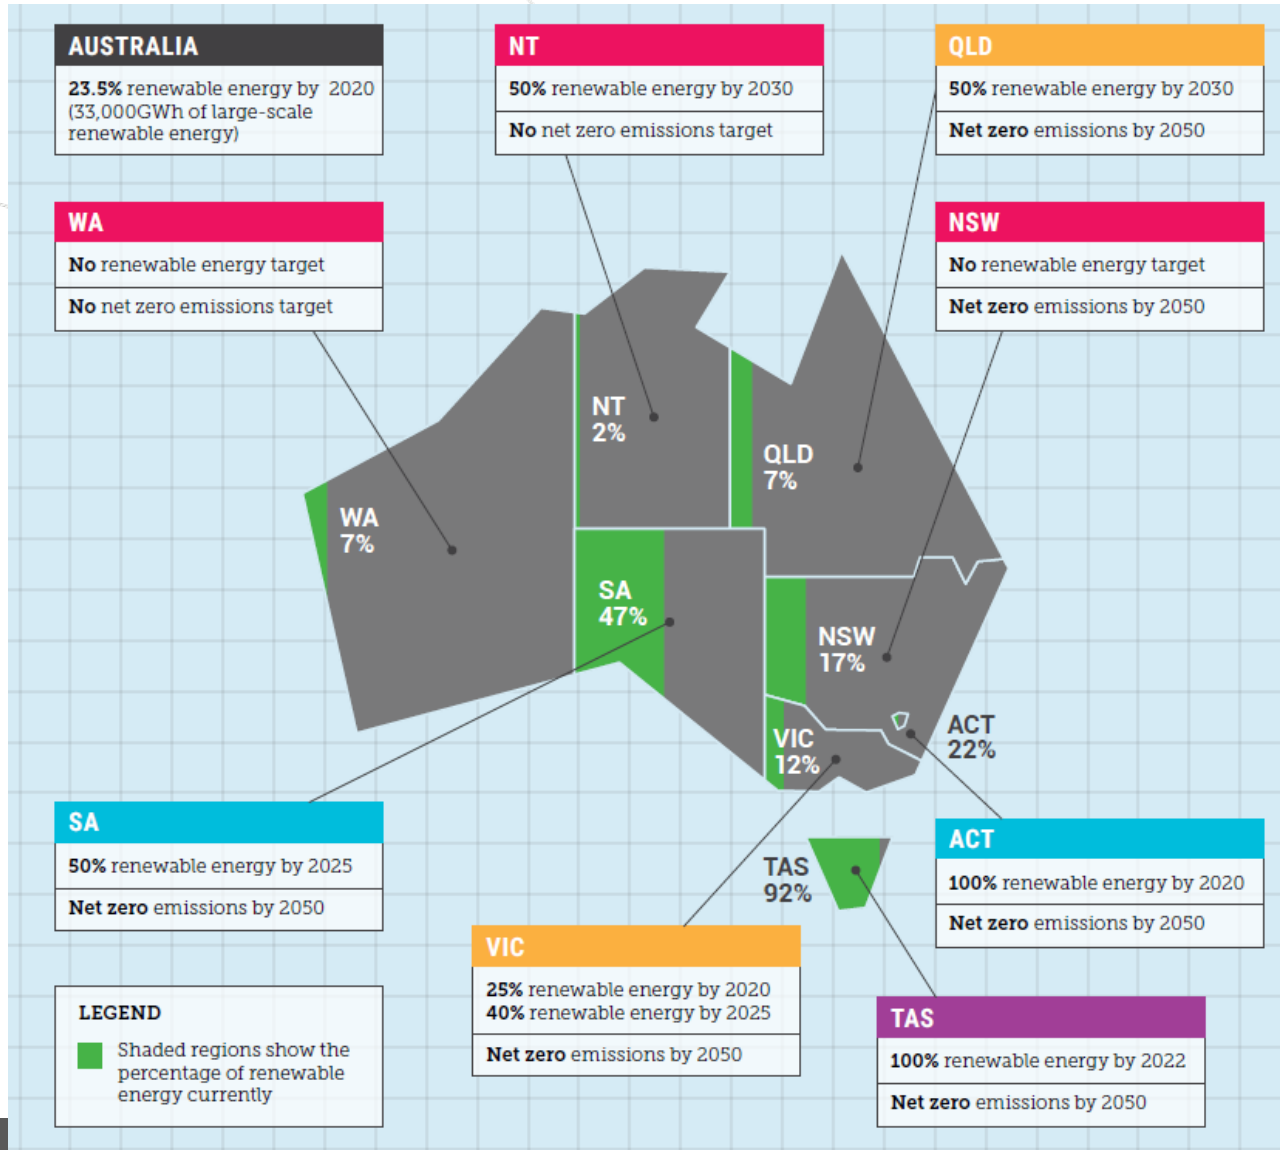 AUSTRALIA
23.5% renewable energy by 2020
(33,000GWh of large-scale
renewable energy)
NT
50% renewable energy by 2030
No net zero emissions target
QLD
50% renewable energy by 2030
Net zero emissions by 2050
WA
No renewable energy target
No net zero emissions target
NSW
No renewable energy target
Net zero emissions by 2050
NT
2%
QLD
7%
WA
7%
SA
47%
NSW
17%
VIC
12%
ACT
22%
TAS
92%
SA
50% renewable energy by 2025
Net zero emissions by 2050
ACT
100% renewable energy by 2020
Net zero emissions by 2050
VIC
25% renewable energy by 2020
40% renewable energy by 2025
Net zero emissions by 2050
TAS
100% renewable energy by 2022
Net zero emissions by 2050
LEGEND
Shaded regions show the
percentage of renewable
energy currently